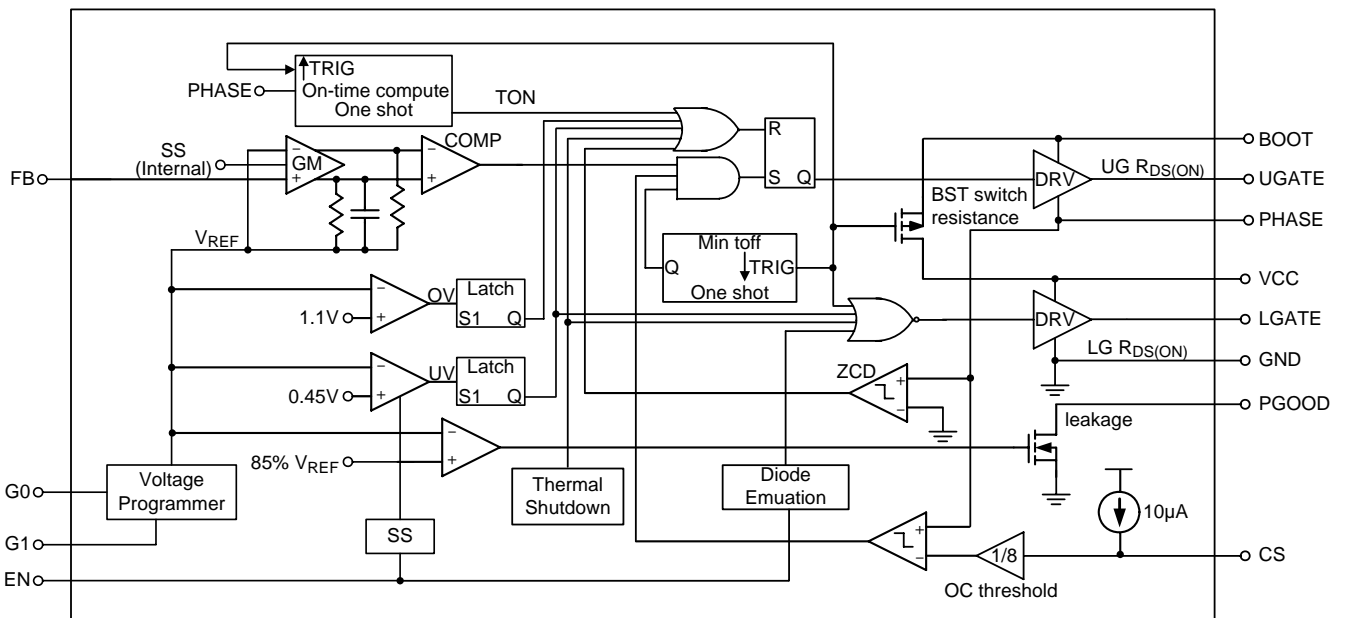 TRIG
PHASE
On-time compute
One shot
TON
SS
(Internal)
FB
GM
COMP
R
S Q
BOOT
UG RDS(ON)
DRV
UGATE
BST switch
resistance
PHASE
VREF
Min toff
Q TRIG
One shot
VCC
OV
Latch
S1 Q
1.1V
DRV
LGATE
LG RDS(ON)
GND
UV
Latch
S1 Q
0.45V
ZCD
PGOOD
leakage
85% VREF
Voltage
Programmer
G0
G1
Thermal
Shutdown
Diode
Emuation
SS
10µA
1/8
CS
OC threshold
EN
− + − +
− +
− +
− +
+ −
+ −